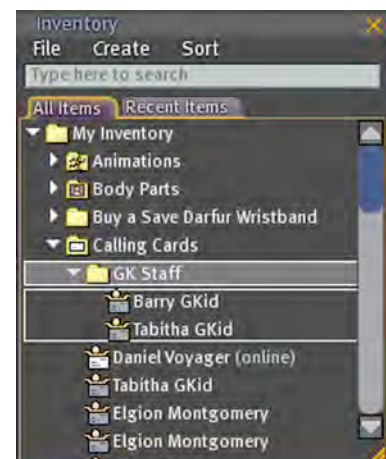 Inventory
File Create Sort
Type here to search
All Items Recent Items
My Inventory
Animations
Body Parts
Buy a Save Darfur Wristband
Calling Cards
GK Staff
Barry GKid
Tabitha GKid
Daniel Voyager (online)
Tabitha GKid
Elgion Montgomery
Elgion Montgomery